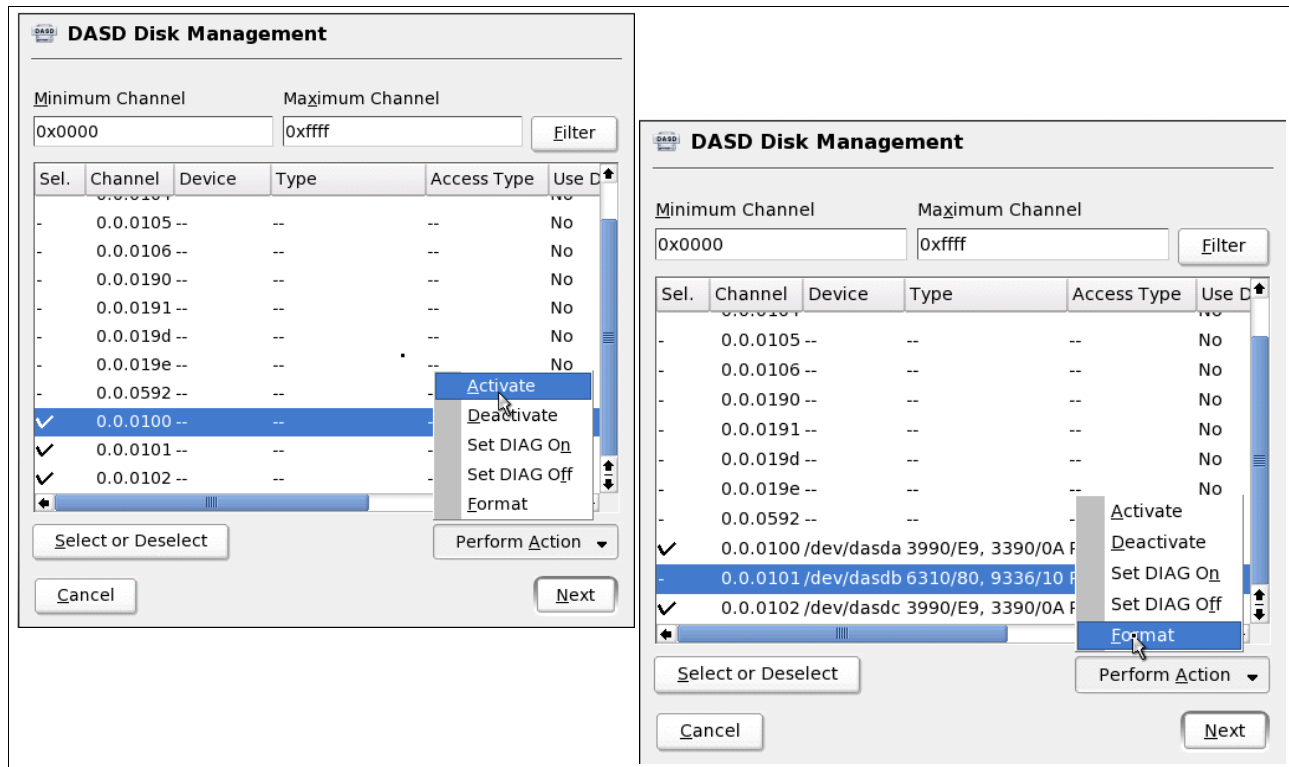 DASD DASD Disk Management
Minimum Channel Maximum Channel
0x0000 0xffff Filter
Sel. Channel Device Type Access Type Use D
- 0.0.0105 -- -- -- No
- 0.0.0106 -- -- -- No
- 0.0.0190 -- -- -- No
- 0.0.0191 -- -- -- No
- 0.0.019d -- -- -- No
- 0.0.019e -- -- -- No
- 0.0.0592 -- --
0.0.0100 -- --
0.0.0101 -- --
0.0.0102 -- --
Activate
Deactivate
Set DIAG On
Set DIAG Off
Format
Select or Deselect Perform Action
Cancel Next
DASD DASD Disk Management
Minimum Channel Maximum Channel
0x0000 0xffff Filter
Sel. Channel Device Type Access Type Use D
- 0.0.0105 -- -- -- No
- 0.0.0106 -- -- -- No
- 0.0.0190 -- -- -- No
- 0.0.0191 -- -- -- No
- 0.0.019d -- -- -- No
- 0.0.019e -- -- -- No
- 0.0.0592 -- --
0.0.0100 /dev/dasda 3990/E9, 3390/0A
- 0.0.0101 /dev/dasdb 6310/80, 9336/10
0.0.0102 /dev/dasdc 3990/E9, 3390/0A
Activate
Deactivate
Set DIAG On
Set DIAG Off
Format
Select or Deselect Perform Action
Cancel Next